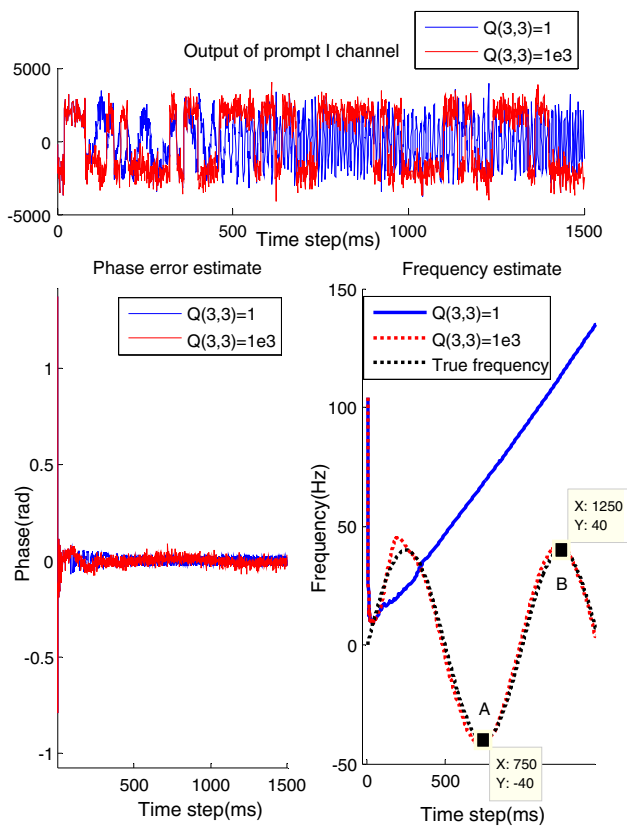 Output of prompt I channel
Q(3,3)=1
Q(3,3)=1e3
5000
0
-5000
0
500
1000
1500
Time step(ms)
Phase error estimate
Q(3,3)=1
Q(3,3)=1e3
Phase(rad)
1
0.5
0
-0.5
-1
0
500
1000
1500
Time step(ms)
Frequency estimate
Q(3,3)=1
Q(3,3)=1e3
True frequency
Frequency(Hz)
150
100
50
0
-50
X: 1250
Y: 40
B
A
X: 750
Y: -40
0
500
Time step(ms)